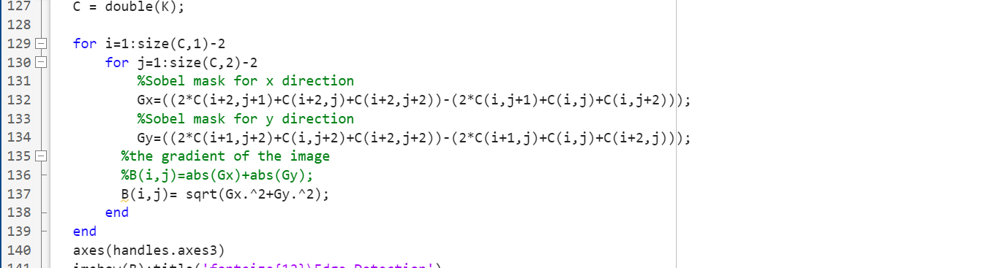 127 C = double(K);
128
129 for i=1:size(C,1)-2
130 for j=1:size(C,2)-2
131 %Sobel mask for x direction
132 Gx=((2*C(i+2,j+1)+C(i+2,j)+C(i+2,j+2))-(2*C(i,j+1)+C(i,j)+C(i,j+2)));
133 %Sobel mask for y direction
134 Gy=((2*C(i+1,j+2)+C(i,j+2)+C(i+2,j+2))-(2*C(i+1,j)+C(i,j)+C(i+2,j)));
135 %the gradient of the image
136 %B(i,j)=abs(Gx)+abs(Gy);
137 B(i,j)= sqrt(Gx.^2+Gy.^2);
138 end
139 end
140 axes(handles.axes3)
141 imshow(B);title('fontsize{12}\Edge Detection')